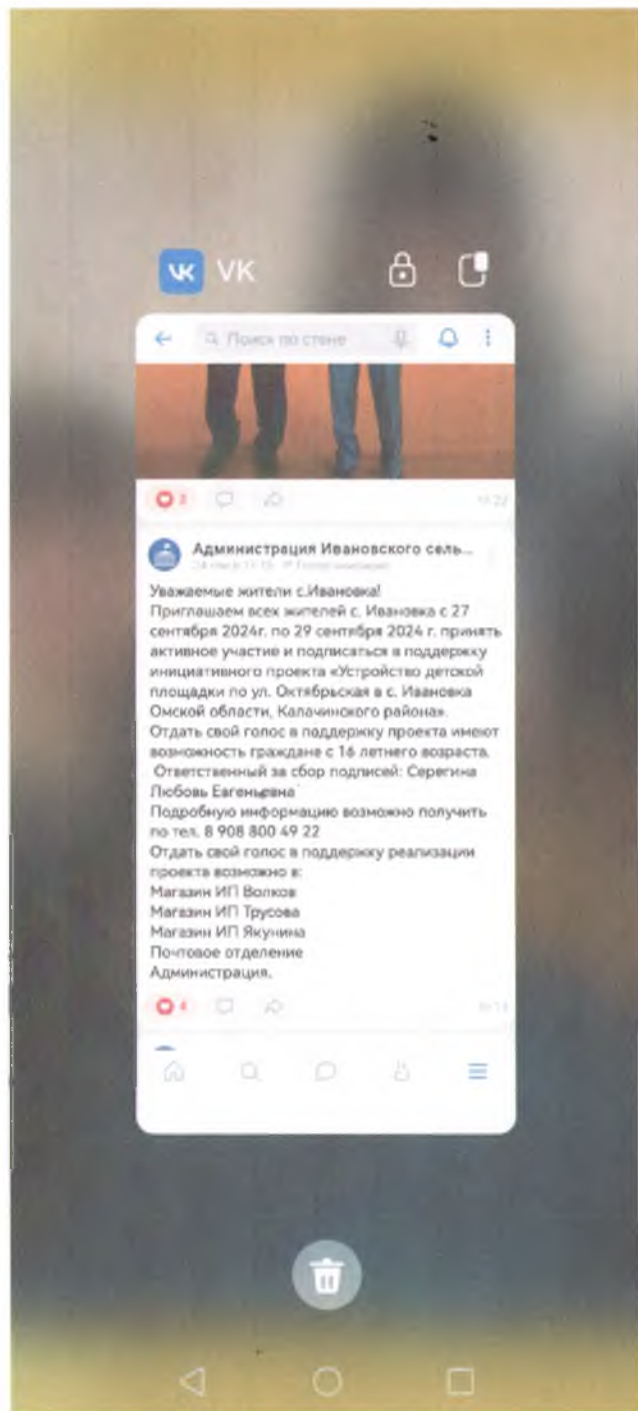 VK
Поиск по стене
2
Администрация Ивановского сель...
Уважаемые жители с.Ивановка!
Приглашаем всех жителей с. Ивановка с 27
сентября 2024г. по 29 сентября 2024 г. принять
активное участие и подписаться в поддержку
инициативного проекта «Устройство детской
площадки по ул. Октябрьская в с. Ивановка
Омской области, Калачинского района».
Отдать свой голос в поддержку проекта имеют
возможность граждане с 16 летнего возраста.
Ответственный за сбор подписей: Серегина
Любовь Евгеньевна
Подробную информацию возможно получить
по тел. 8 908 800 49 22
Отдать свой голос в поддержку реализации
проекта возможно в:
Магазин ИП Волков
Магазин ИП Трусова
Магазин ИП Якунина
Почтовое отделение
Администрация.
4